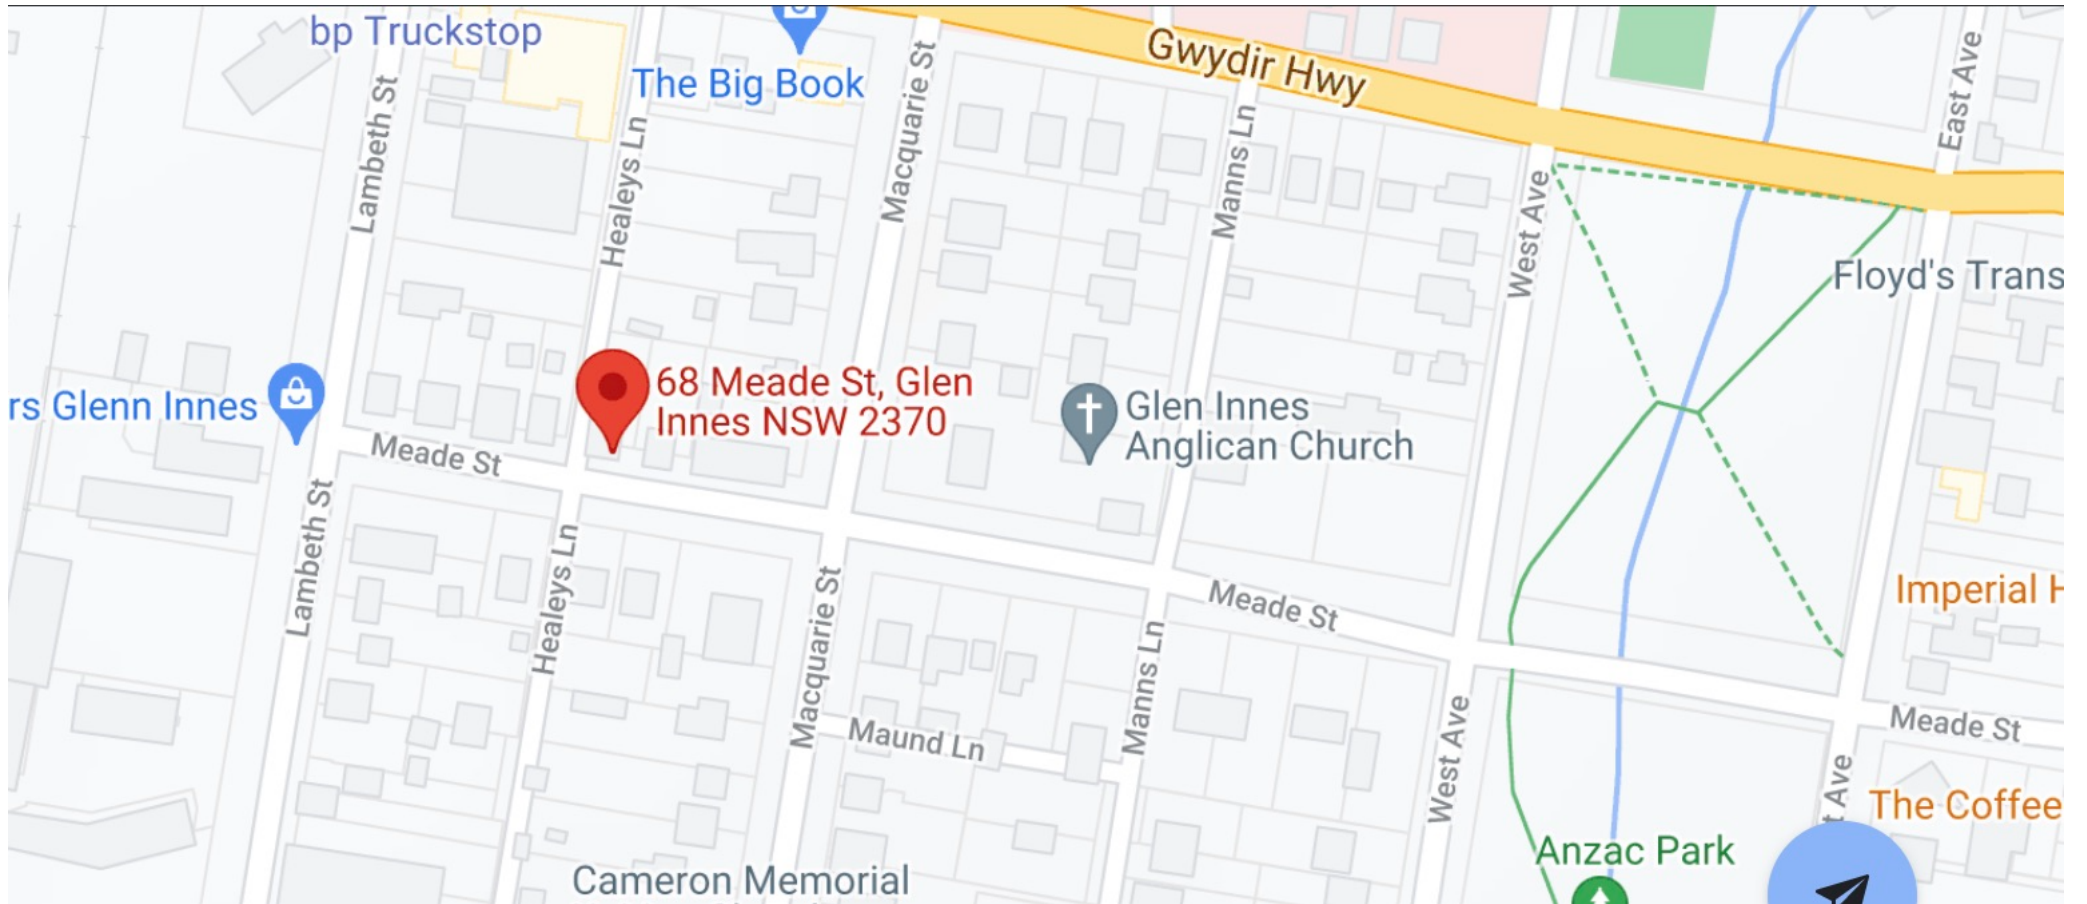 bp Truckstop
The Big Book
Gwydir Hwy
East Ave
Lambeth St
Healeys Ln
Macquarie St
Manns Ln
West Ave
Floyd's Trans
rs Glenn Innes
68 Meade St, Glen
Innes NSW 2370
Glen Innes
Anglican Church
Meade St
Lambeth St
Healeys Ln
Macquarie St
Meade St
Imperial H
Manns Ln
West Ave
Maund Ln
Meade St
t Ave
The Coffee
Anzac Park
Cameron Memorial